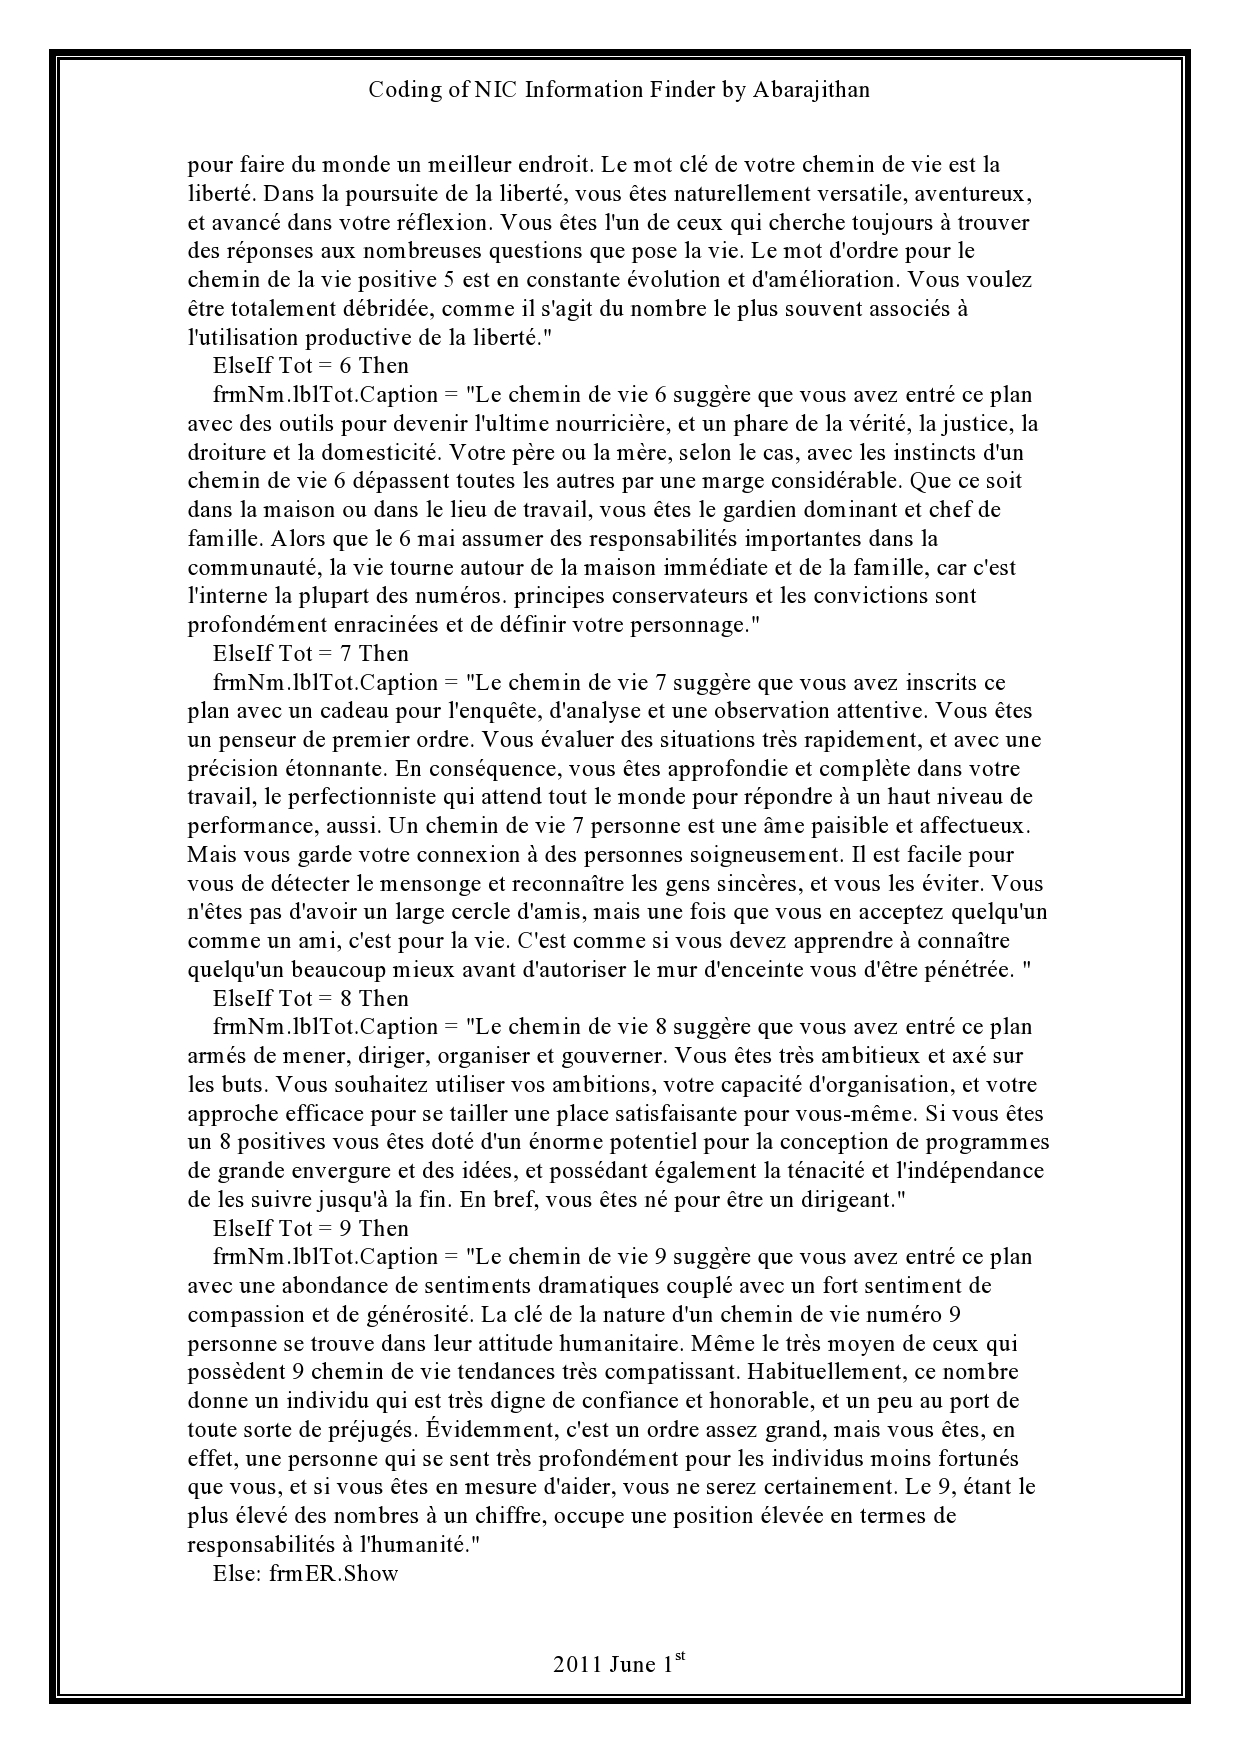 Coding of NIC Information Finder by Abarajithan
pour faire du monde un meilleur endroit. Le mot clé de votre chemin de vie est la
liberté. Dans la poursuite de la liberté, vous êtes naturellement versatile, aventureux,
et avancé dans votre réflexion. Vous êtes l'un de ceux qui cherche toujours à trouver
des réponses aux nombreuses questions que pose la vie. Le mot d'ordre pour le
chemin de la vie positive 5 est en constante évolution et d'amélioration. Vous voulez
être totalement débridée, comme il s'agit du nombre le plus souvent associés à
l'utilisation productive de la liberté."
ElseIf Tot = 6 Then
frmNm.lblTot.Caption = "Le chemin de vie 6 suggère que vous avez entré ce plan
avec des outils pour devenir l'ultime nourricière, et un phare de la vérité, la justice, la
droiture et la domesticité. Votre père ou la mère, selon le cas, avec les instincts d'un
chemin de vie 6 dépassent toutes les autres par une marge considérable. Que ce soit
dans la maison ou dans le lieu de travail, vous êtes le gardien dominant et chef de
famille. Alors que le 6 mai assumer des responsabilités importantes dans la
communauté, la vie tourne autour de la maison immédiate et de la famille, car c'est
l'interne la plupart des numéros. principes conservateurs et les convictions sont
profondément enracinées et de définir votre personnage."
ElseIf Tot = 7 Then
frmNm.lblTot.Caption = "Le chemin de vie 7 suggère que vous avez inscrits ce
plan avec un cadeau pour l'enquête, d'analyse et une observation attentive. Vous êtes
un penseur de premier ordre. Vous évaluer des situations très rapidement, et avec une
précision étonnante. En conséquence, vous êtes approfondie et complète dans votre
travail, le perfectionniste qui attend tout le monde pour répondre à un haut niveau de
performance, aussi. Un chemin de vie 7 personne est une âme paisible et affectueux.
Mais vous garde votre connexion à des personnes soigneusement. Il est facile pour
vous de détecter le mensonge et reconnaître les gens sincères, et vous les éviter. Vous
n'êtes pas d'avoir un large cercle d'amis, mais une fois que vous en acceptez quelqu'un
comme un ami, c'est pour la vie. C'est comme si vous devez apprendre à connaître
quelqu'un beaucoup mieux avant d'autoriser le mur d'enceinte vous d'être pénétrée. "
ElseIf Tot = 8 Then
frmNm.lblTot.Caption = "Le chemin de vie 8 suggère que vous avez entré ce plan
armés de mener, diriger, organiser et gouverner. Vous êtes très ambitieux et axé sur
les buts. Vous souhaitez utiliser vos ambitions, votre capacité d'organisation, et votre
approche efficace pour se tailler une place satisfaisante pour vous-même. Si vous êtes
un 8 positives vous êtes doté d'un énorme potentiel pour la conception de programmes
de grande envergure et des idées, et possédant également la ténacité et l'indépendance
de les suivre jusqu'à la fin. En bref, vous êtes né pour être un dirigeant."
ElseIf Tot = 9 Then
frmNm.lblTot.Caption = "Le chemin de vie 9 suggère que vous avez entré ce plan
avec une abondance de sentiments dramatiques couplé avec un fort sentiment de
compassion et de générosité. La clé de la nature d'un chemin de vie numéro 9
personne se trouve dans leur attitude humanitaire. Même le très moyen de ceux qui
possèdent 9 chemin de vie tendances très compatissant. Habituellement, ce nombre
donne un individu qui est très digne de confiance et honorable, et un peu au port de
toute sorte de préjugés. Évidemment, c'est un ordre assez grand, mais vous êtes, en
effet, une personne qui se sent très profondément pour les individus moins fortunés
que vous, et si vous êtes en mesure d'aider, vous ne serez certainement. Le 9, étant le
plus élevé des nombres à un chiffre, occupe une position élevée en termes de
responsabilités à l'humanité."
Else: frmER.Show
2011 June 1st